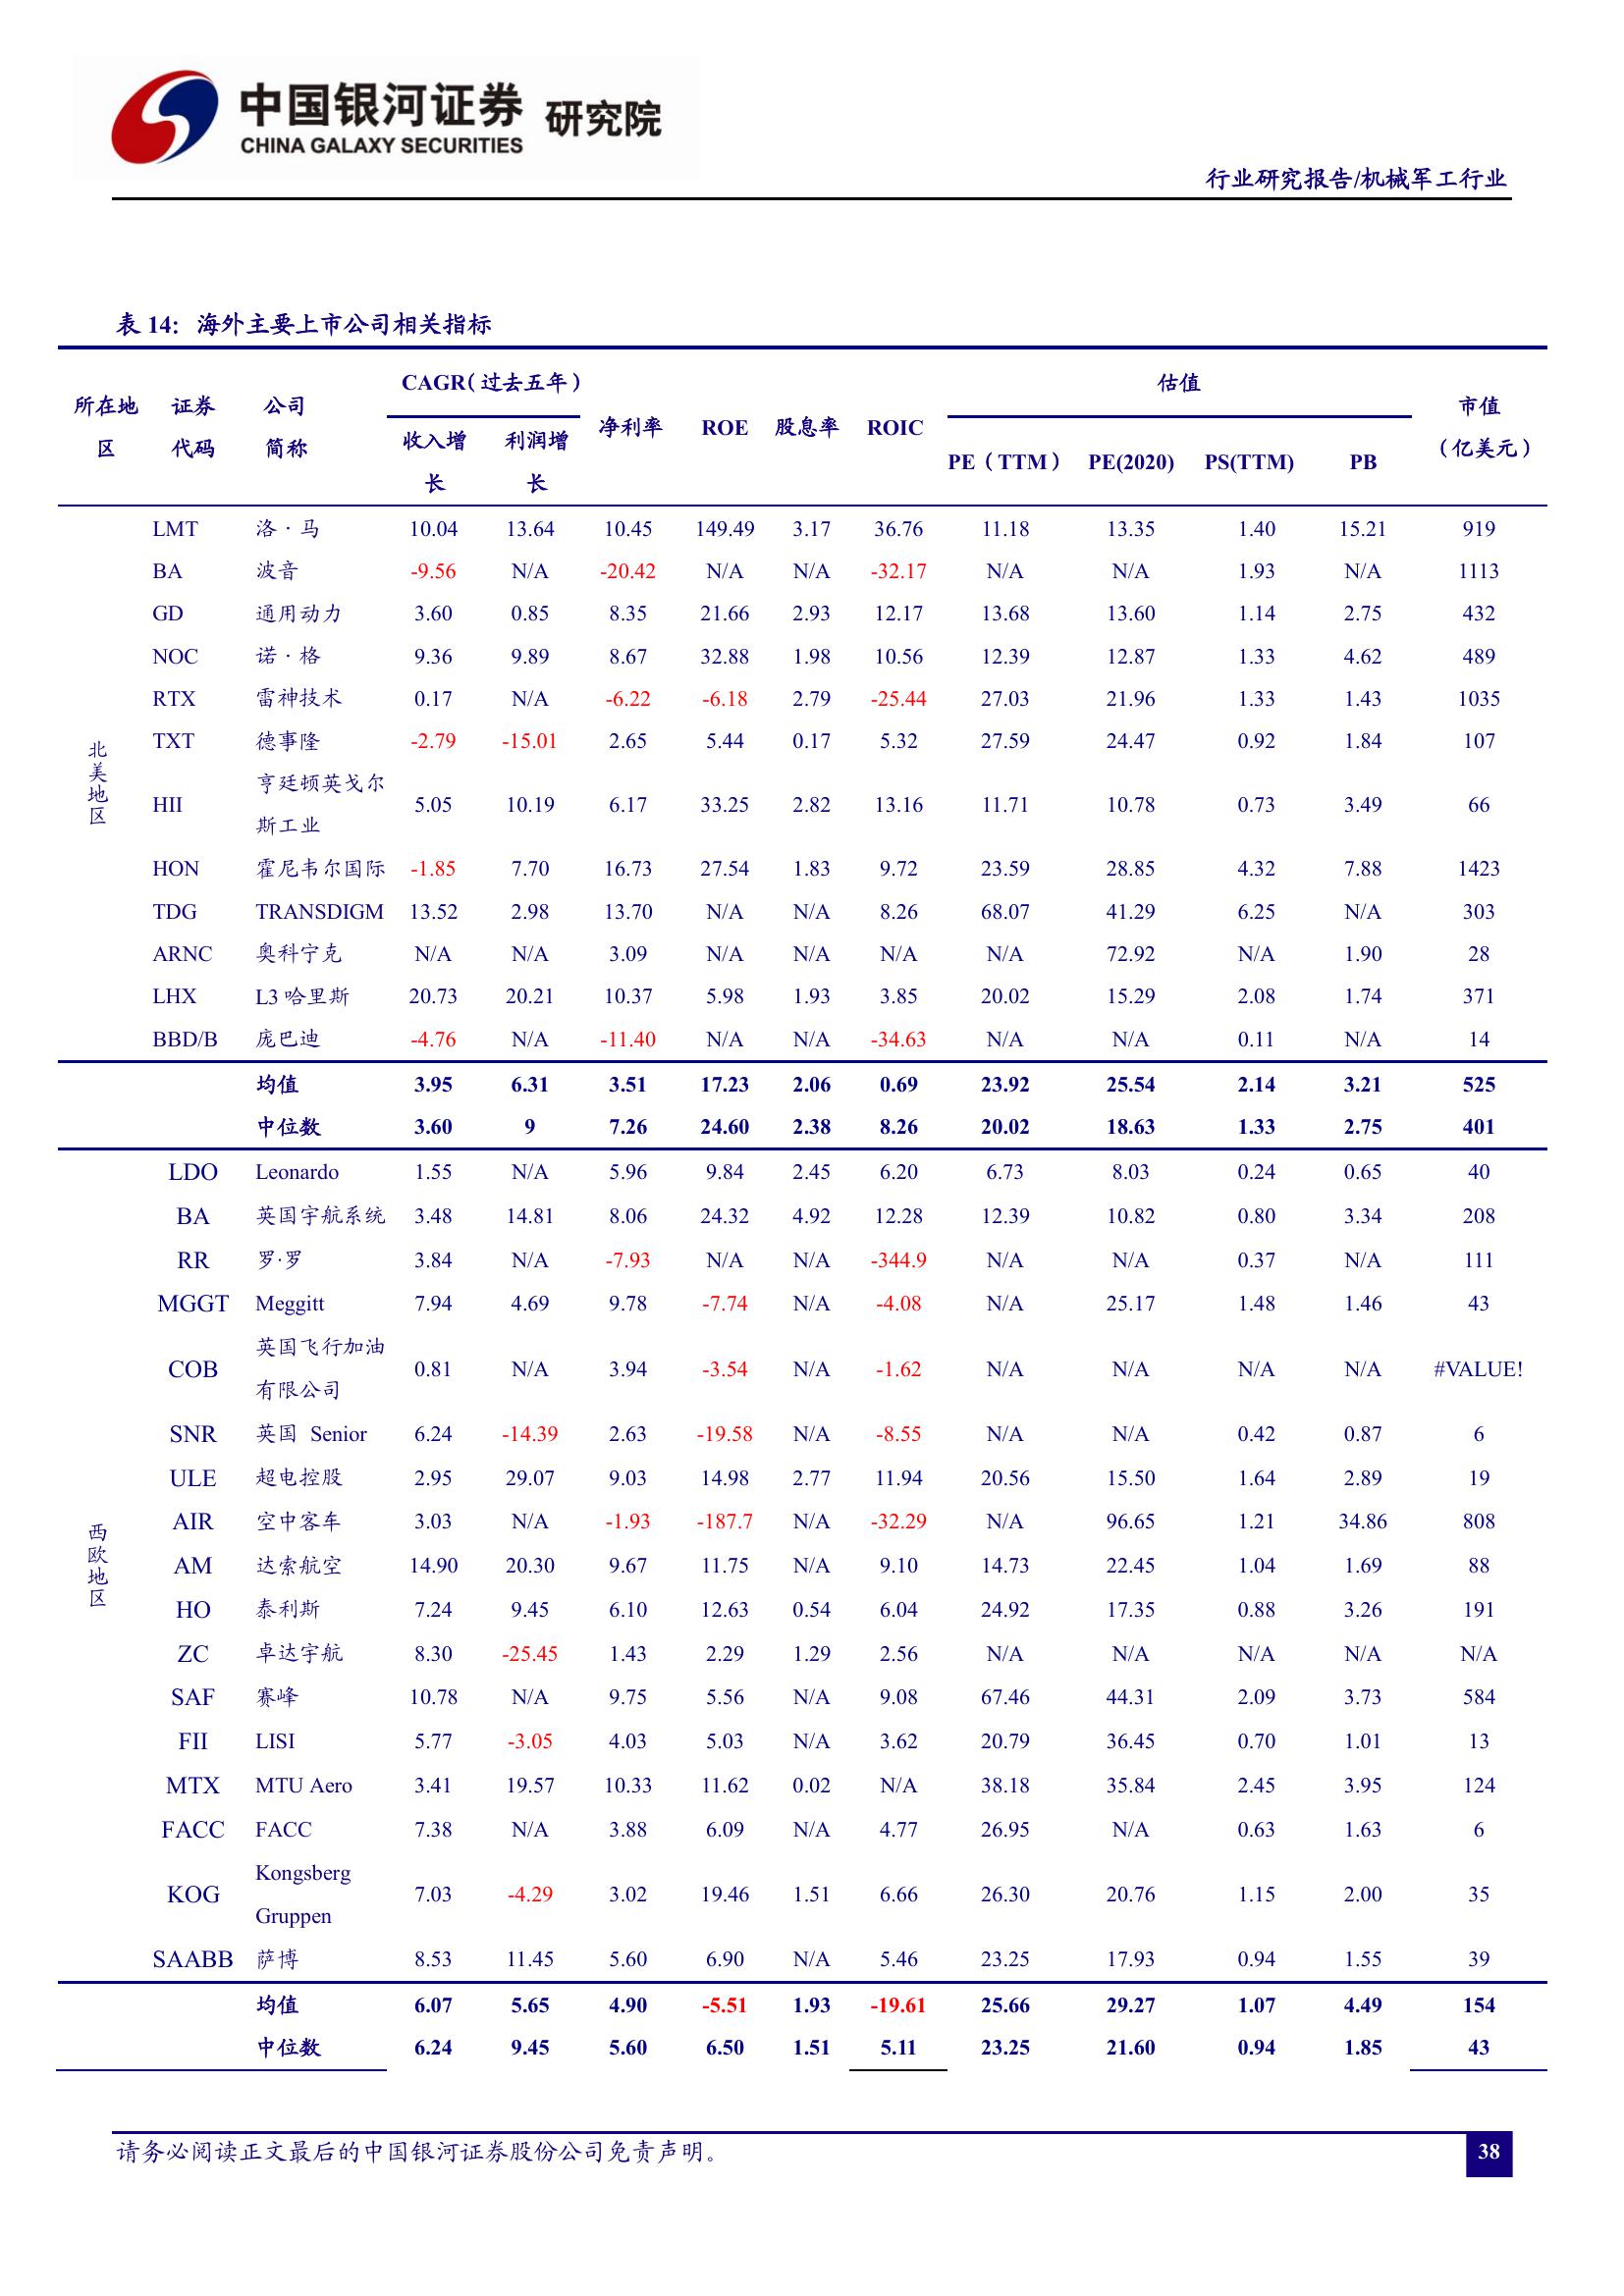 中国银河证券 研究院
CHINA GALAXY SECURITIES
行业研究报告/机械军工行业
表 14: 海外主要上市公司相关指标
所在地区 证券代码 公司简称 CAGR（过去五年） 净利率 ROE 股息率 ROIC 估值 市值（亿美元）
收入增长 利润增长 PE（TTM） PE(2020) PS(TTM) PB
北美地区
LMT 洛·马 10.04 13.64 10.45 149.49 3.17 36.76 11.18 13.35 1.40 15.21 919
BA 波音 -9.56 N/A -20.42 N/A N/A -32.17 N/A N/A 1.93 N/A 1113
GD 通用动力 3.60 0.85 8.35 21.66 2.93 12.17 13.68 13.60 1.14 2.75 432
NOC 诺·格 9.36 9.89 8.67 32.88 1.98 10.56 12.39 12.87 1.33 4.62 489
RTX 雷神技术 0.17 N/A -6.22 -6.18 2.79 -25.44 27.03 21.96 1.33 1.43 1035
TXT 德事隆 -2.79 -15.01 2.65 5.44 0.17 5.32 27.59 24.47 0.92 1.84 107
HII 亨廷顿英戈尔斯工业 5.05 10.19 6.17 33.25 2.82 13.16 11.71 10.78 0.73 3.49 66
HON 霍尼韦尔国际 -1.85 7.70 16.73 27.54 1.83 9.72 23.59 28.85 4.32 7.88 1423
TDG TRANSDIGM 13.52 2.98 13.70 N/A N/A 8.26 68.07 41.29 6.25 N/A 303
ARNC 奥科宁克 N/A N/A 3.09 N/A N/A N/A N/A 72.92 N/A 1.90 28
LHX L3 哈里斯 20.73 20.21 10.37 5.98 1.93 3.85 20.02 15.29 2.08 1.74 371
BBD/B 庞巴迪 -4.76 N/A -11.40 N/A N/A -34.63 N/A N/A 0.11 N/A 14
均值 3.95 6.31 3.51 17.23 2.06 0.69 23.92 25.54 2.14 3.21 525
中位数 3.60 9 7.26 24.60 2.38 8.26 20.02 18.63 1.33 2.75 401
西欧地区
LDO Leonardo 1.55 N/A 5.96 9.84 2.45 6.20 6.73 8.03 0.24 0.65 40
BA 英国宇航系统 3.48 14.81 8.06 24.32 4.92 12.28 12.39 10.82 0.80 3.34 208
RR 罗·罗 3.84 N/A -7.93 N/A N/A -344.9 N/A N/A 0.37 N/A 111
MGGT Meggitt 7.94 4.69 9.78 -7.74 N/A -4.08 N/A 25.17 1.48 1.46 43
COB 英国飞行加油有限公司 0.81 N/A 3.94 -3.54 N/A -1.62 N/A N/A N/A N/A #VALUE!
SNR 英国 Senior 6.24 -14.39 2.63 -19.58 N/A -8.55 N/A N/A 0.42 0.87 6
ULE 超电控股 2.95 29.07 9.03 14.98 2.77 11.94 20.56 15.50 1.64 2.89 19
AIR 空中客车 3.03 N/A -1.93 -187.7 N/A -32.29 N/A 96.65 1.21 34.86 808
AM 达索航空 14.90 20.30 9.67 11.75 N/A 9.10 14.73 22.45 1.04 1.69 88
HO 泰利斯 7.24 9.45 6.10 12.63 0.54 6.04 24.92 17.35 0.88 3.26 191
ZC 卓达宇航 8.30 -25.45 1.43 2.29 1.29 2.56 N/A N/A N/A N/A N/A
SAF 赛峰 10.78 N/A 9.75 5.56 N/A 9.08 67.46 44.31 2.09 3.73 584
FII LISI 5.77 -3.05 4.03 5.03 N/A 3.62 20.79 36.45 0.70 1.01 13
MTX MTU Aero 3.41 19.57 10.33 11.62 0.02 N/A 38.18 35.84 2.45 3.95 124
FACC FACC 7.38 N/A 3.88 6.09 N/A 4.77 26.95 N/A 0.63 1.63 6
KOG Kongsberg Gruppen 7.03 -4.29 3.02 19.46 1.51 6.66 26.30 20.76 1.15 2.00 35
SAABB 萨博 8.53 11.45 5.60 6.90 N/A 5.46 23.25 17.93 0.94 1.55 39
均值 6.07 5.65 4.90 -5.51 1.93 -19.61 25.66 29.27 1.07 4.49 154
中位数 6.24 9.45 5.60 6.50 1.51 5.11 23.25 21.60 0.94 1.85 43
请务必阅读正文最后的中国银河证券股份公司免责声明。
38